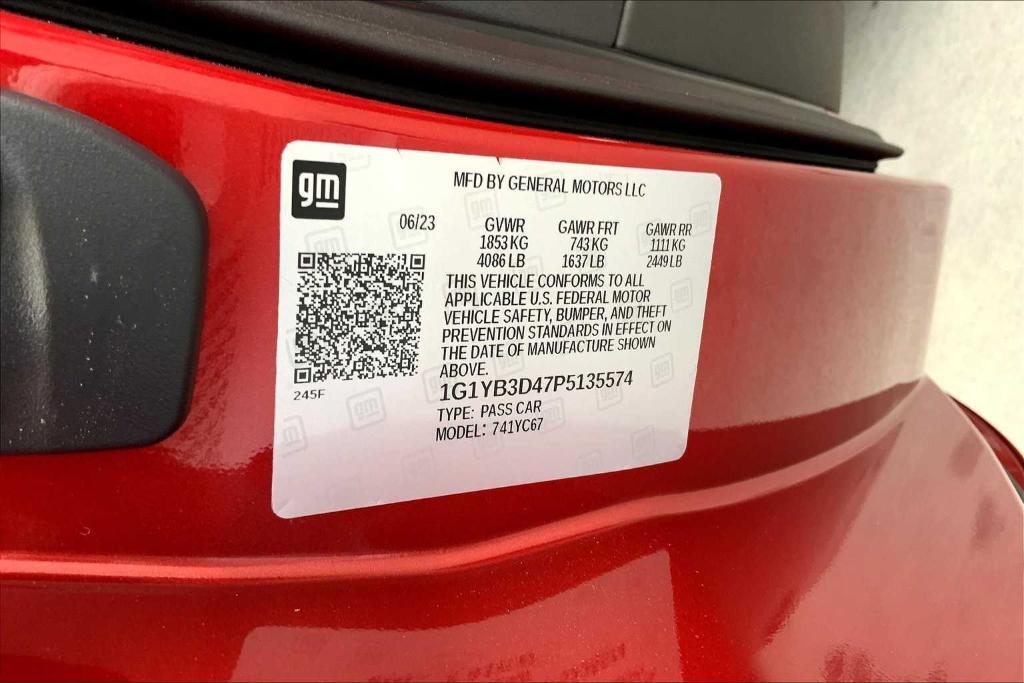 gm
MFD BY GENERAL MOTORS LLC
06/23 GVWR GAWR FRT GAWR RR
1853 KG 743 KG 1111 KG
4086 LB 1637 LB 2449 LB
THIS VEHICLE CONFORMS TO ALL
APPLICABLE U.S. FEDERAL MOTOR
VEHICLE SAFETY, BUMPER, AND THEFT
PREVENTION STANDARDS IN EFFECT ON
THE DATE OF MANUFACTURE SHOWN
ABOVE.
245F
1G1YB3D47P5135574
TYPE: PASS CAR
MODEL: 741YC67